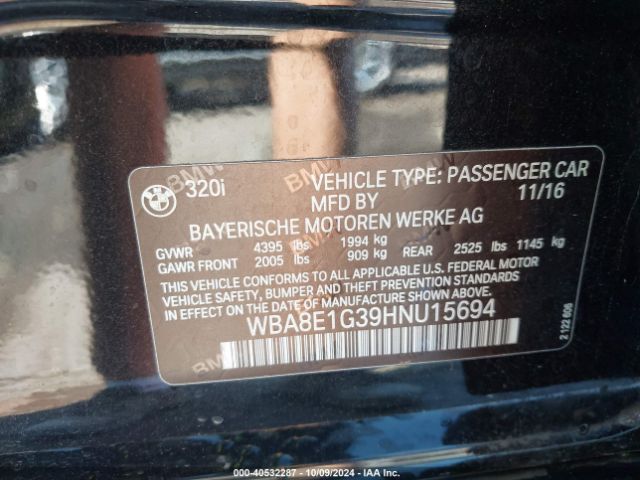 320i VEHICLE TYPE: PASSENGER CAR
MFD BY 11/16
BAYERISCHE MOTOREN WERKE AG
GVWR 4395 lbs 1994 kg
GAWR FRONT 2005 lbs 909 kg REAR 2525 lbs 1145 kg
THIS VEHICLE CONFORMS TO ALL APPLICABLE U.S. FEDERAL MOTOR
VEHICLE SAFETY, BUMPER AND THEFT PREVENTION STANDARDS
IN EFFECT ON THE DATE OF MANUFACTURE SHOWN ABOVE.
WBA8E1G39HNU15694
2 122 606
000-40532287 - 10/09/2024 - IAA Inc.